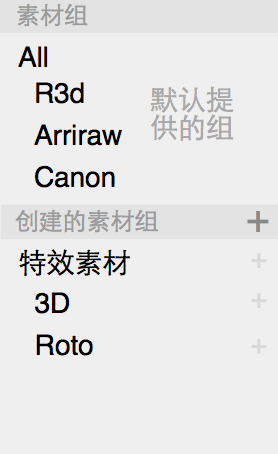 素材组
All
R3d
默认提
供的组
Arriraw
Canon
创建的素材组 +
特效素材 +
3D +
Roto +